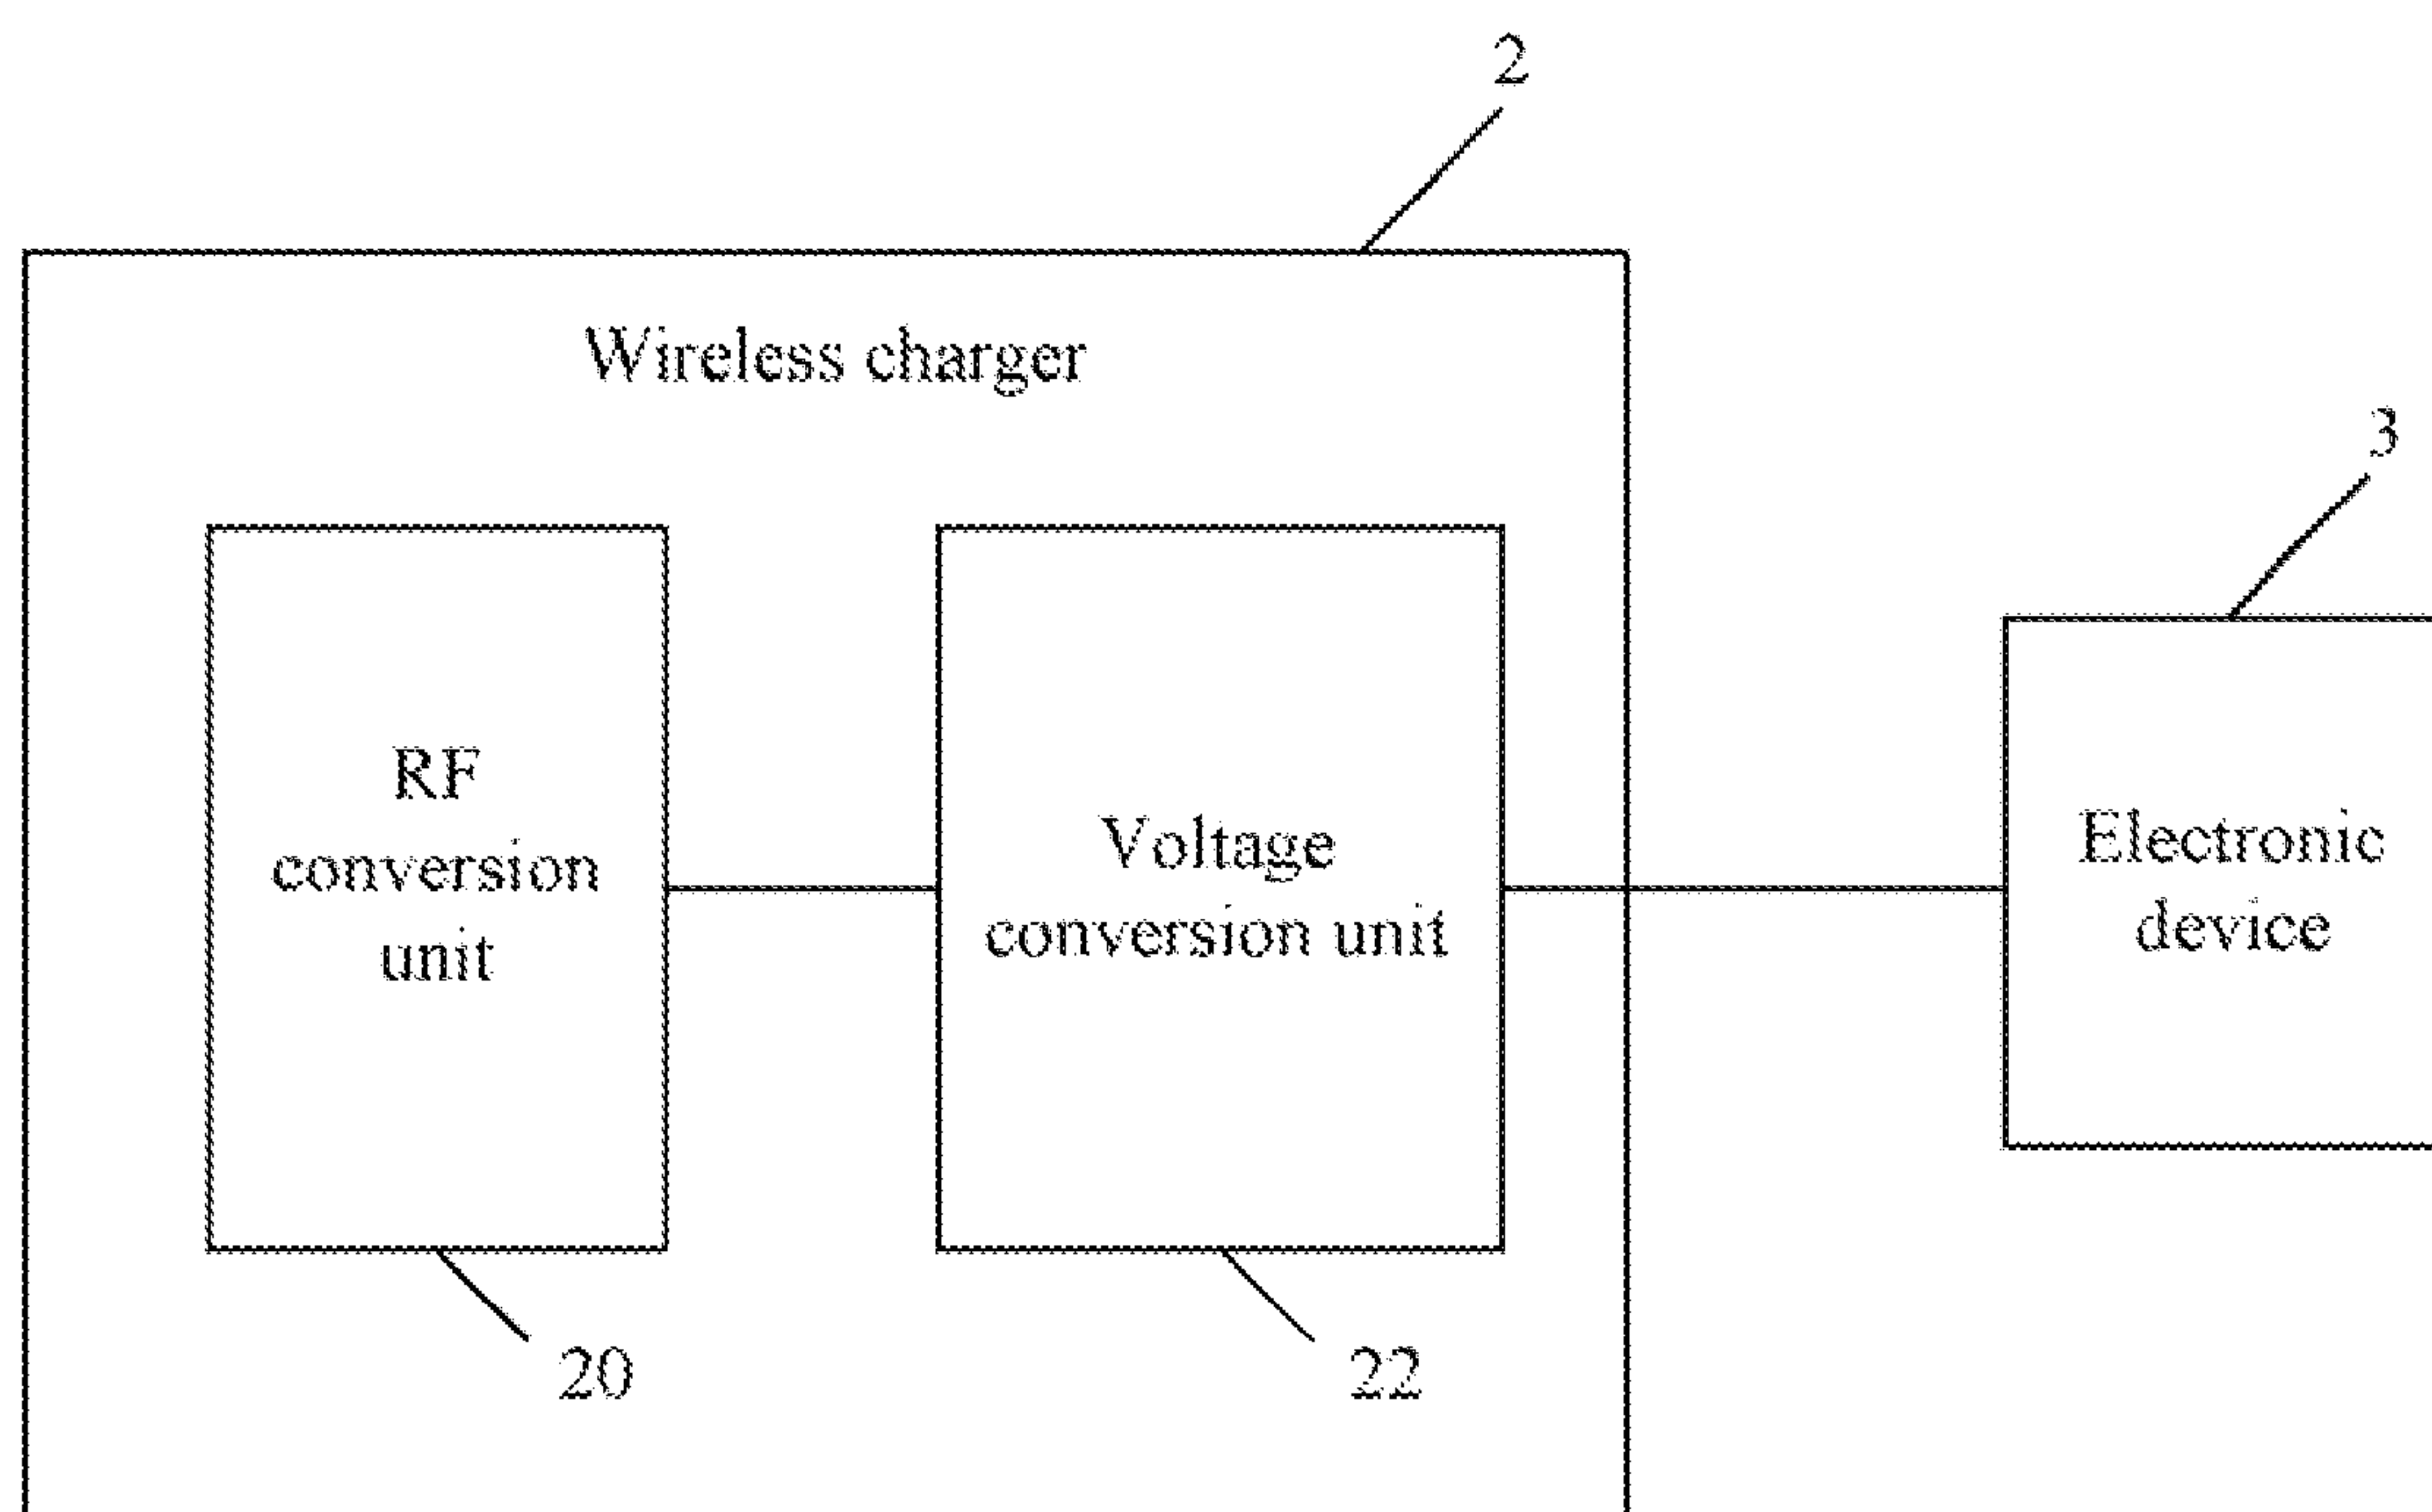 2
Wireless charger
3
RF
conversion
unit
Voltage
conversion unit
Electronic
device
20
22